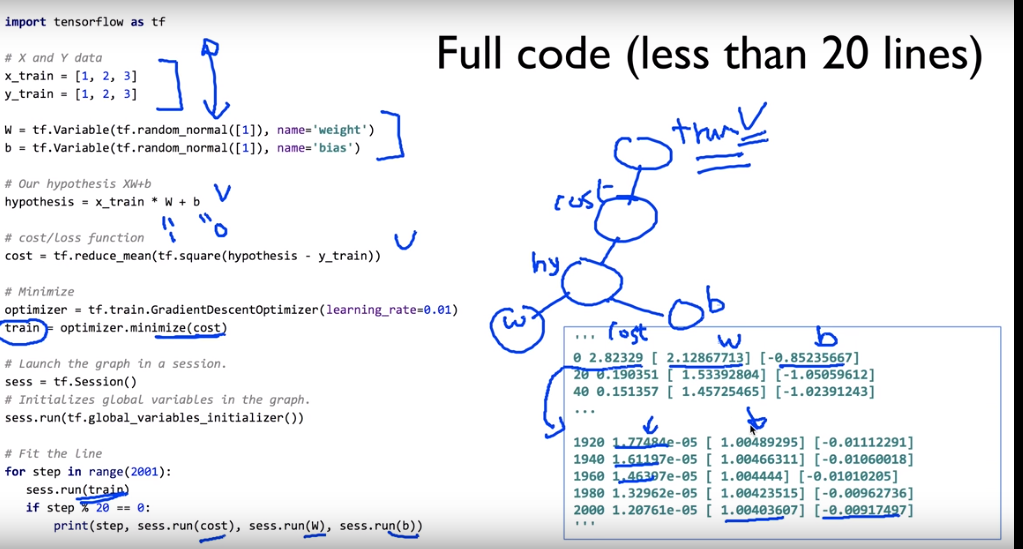 import tensorflow as tf
# X and Y data
x_train = [1, 2, 3]
y_train = [1, 2, 3]
W = tf.Variable(tf.random_normal([1]), name='weight')
b = tf.Variable(tf.random_normal([1]), name='bias')
# Our hypothesis XW+b
hypothesis = x_train * W + b
# cost/loss function
cost = tf.reduce_mean(tf.square(hypothesis - y_train))
# Minimize
optimizer = tf.train.GradientDescentOptimizer(learning_rate=0.01)
train = optimizer.minimize(cost)
# Launch the graph in a session.
sess = tf.Session()
# Initializes global variables in the graph.
sess.run(tf.global_variables_initializer())
# Fit the line
for step in range(2001):
sess.run(train)
if step % 20 == 0:
print(step, sess.run(cost), sess.run(W), sess.run(b))
Full code (less than 20 lines)
train
cost
hy
w
b
... cost w b
0 2.82329 [ 2.12867713] [-0.85235667]
20 0.190351 [ 1.53392804] [-1.05059612]
40 0.151357 [ 1.45725465] [-1.02391243]
...
1920 1.77484e-05 [ 1.00489295] [-0.01112291]
1940 1.61197e-05 [ 1.00466311] [-0.01060018]
1960 1.46397e-05 [ 1.004444] [-0.01010205]
1980 1.32962e-05 [ 1.00423515] [-0.00962736]
2000 1.20761e-05 [ 1.00403607] [-0.00917497]
...